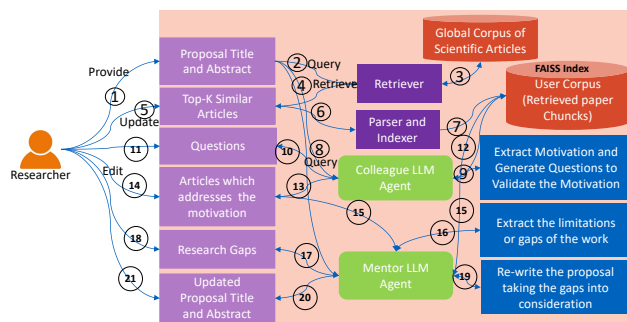 Proposal Title
and Abstract
2
Query
Global Corpus of
Scientific Articles
Provide
1
4
Retrieve
Retriever
3
FAISS Index
User Corpus
(Retrieved paper
Chuncks)
5
Top-K Similar
Articles
6
Parser and
Indexer
7
Update
11
Questions
10
8
Query
12
Colleague LLM
Agent
9
Extract Motivation and
Generate Questions to
Validate the Motivation
Researcher
Edit
14
Articles which
addresses the
motivation
13
15
15
16
Extract the limitations
or gaps of the work
18
Research Gaps
17
Mentor LLM
Agent
19
Re-write the proposal
taking the gaps into
consideration
21
Updated
Proposal Title
and Abstract
20